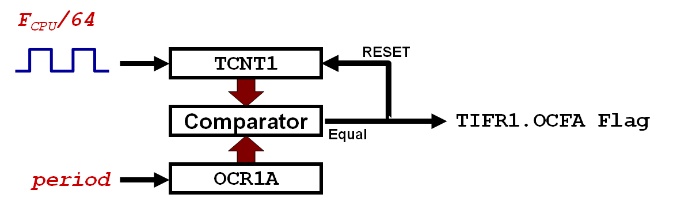 FCPU/64
TCNT1
RESET
Comparator
Equal
TIFR1.OCFA Flag
period
OCR1A